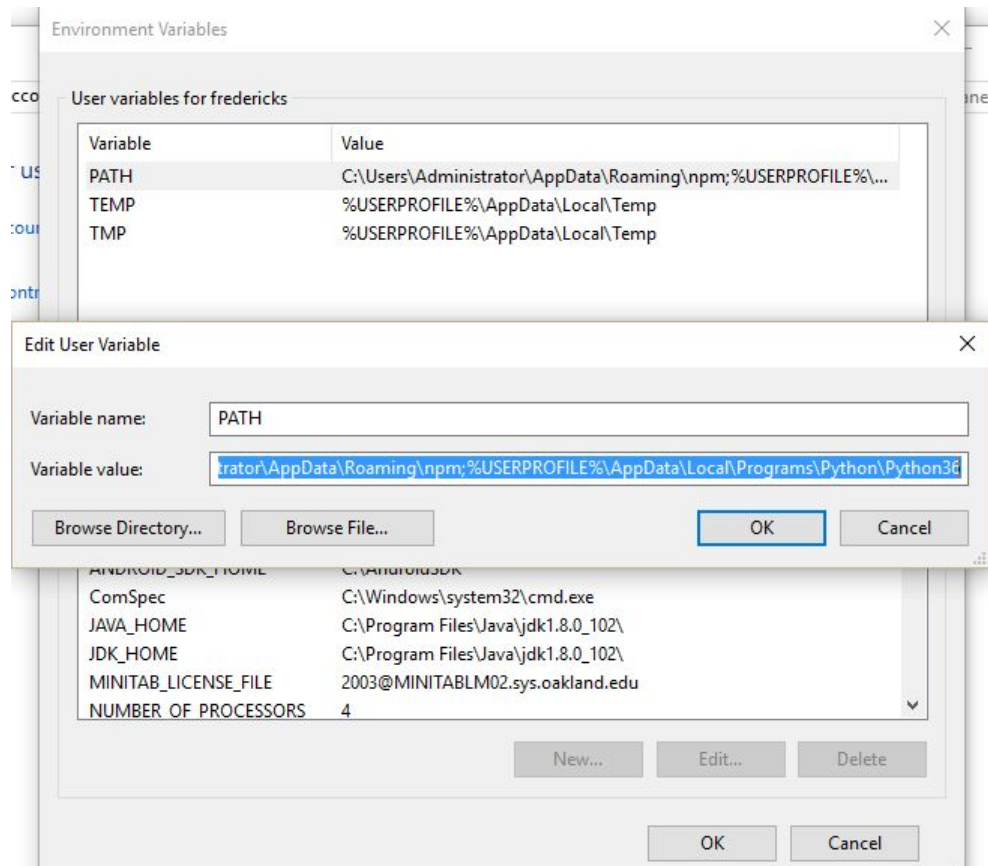 Environment Variables
User variables for fredericks
Variable Value
PATH C:\Users\Administrator\AppData\Roaming\npm;%USERPROFILE%\...
TEMP %USERPROFILE%\AppData\Local\Temp
TMP %USERPROFILE%\AppData\Local\Temp
Edit User Variable
Variable name: PATH
Variable value: trator\AppData\Roaming\npm;%USERPROFILE%\AppData\Local\Programs\Python\Python36
Browse Directory... Browse File... OK Cancel
ANDROID_SDK_HOME C:\AndroidSDK
ComSpec C:\Windows\system32\cmd.exe
JAVA_HOME C:\Program Files\Java\jdk1.8.0_102\
JDK_HOME C:\Program Files\Java\jdk1.8.0_102\
MINITAB_LICENSE_FILE 2003@MINITABLM02.sys.oakland.edu
NUMBER_OF_PROCESSORS 4
New... Edit... Delete
OK Cancel